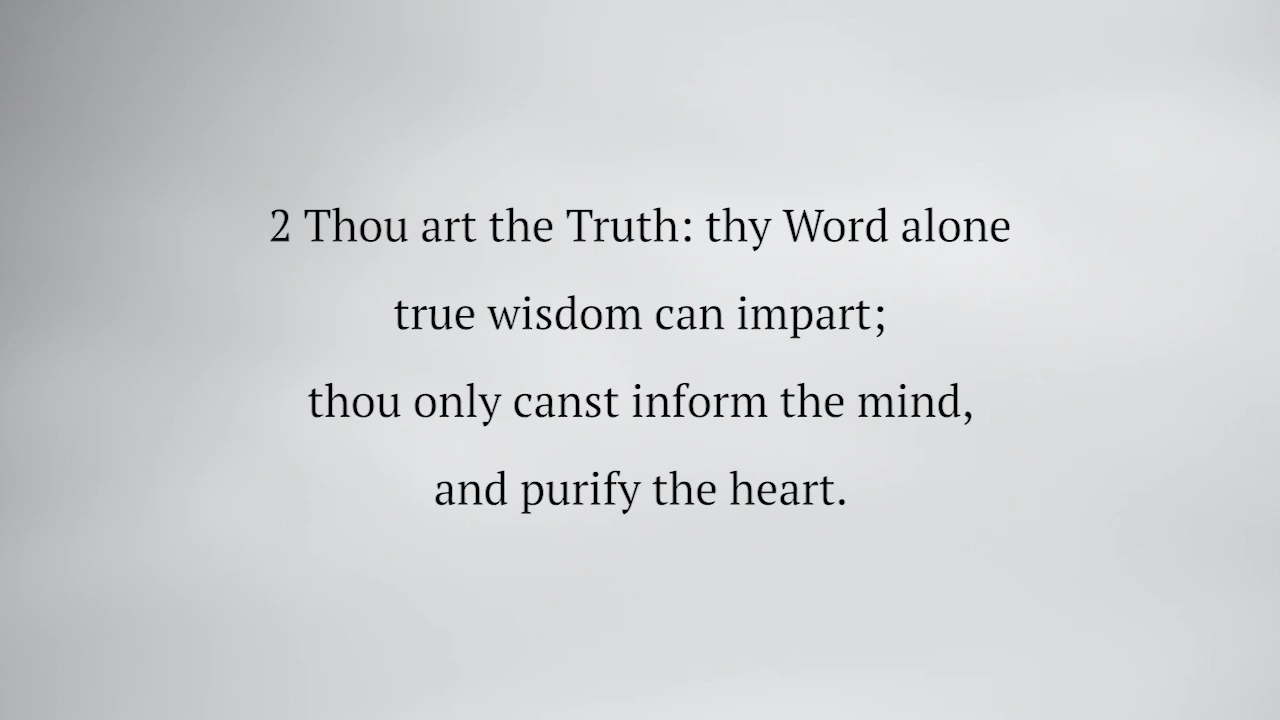 2 Thou art the Truth: thy Word alone
true wisdom can impart;
thou only canst inform the mind,
and purify the heart.